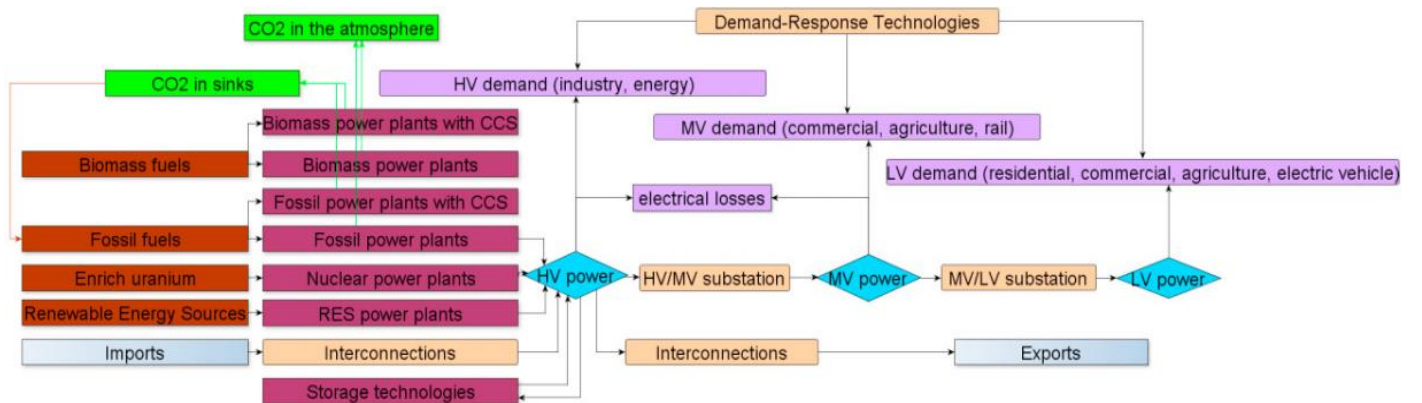 CO2 in the atmosphere
Demand-Response Technologies
CO2 in sinks
HV demand (industry, energy)
Biomass power plants with CCS
MV demand (commercial, agriculture, rail)
Biomass fuels
Biomass power plants
LV demand (residential, commercial, agriculture, electric vehicle)
Fossil power plants with CCS
electrical losses
Fossil fuels
Fossil power plants
Enrich uranium
Nuclear power plants
HV power
HV/MV substation
MV power
MV/LV substation
LV power
Renewable Energy Sources
RES power plants
Imports
Interconnections
Interconnections
Exports
Storage technologies